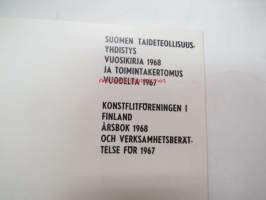 SUOMEN TAIDETEOLLISUUS-
YHDISTYS
VUOSIKIRJA 1968
JA TOIMINTAKERTOMUS
VUODELTA 1967
KONSTFLITFÖRENINGEN I
FINLAND
ÅRSBOK 1968
OCH VERKSAMHETSBERÄT-
TELSE FÖR 1967